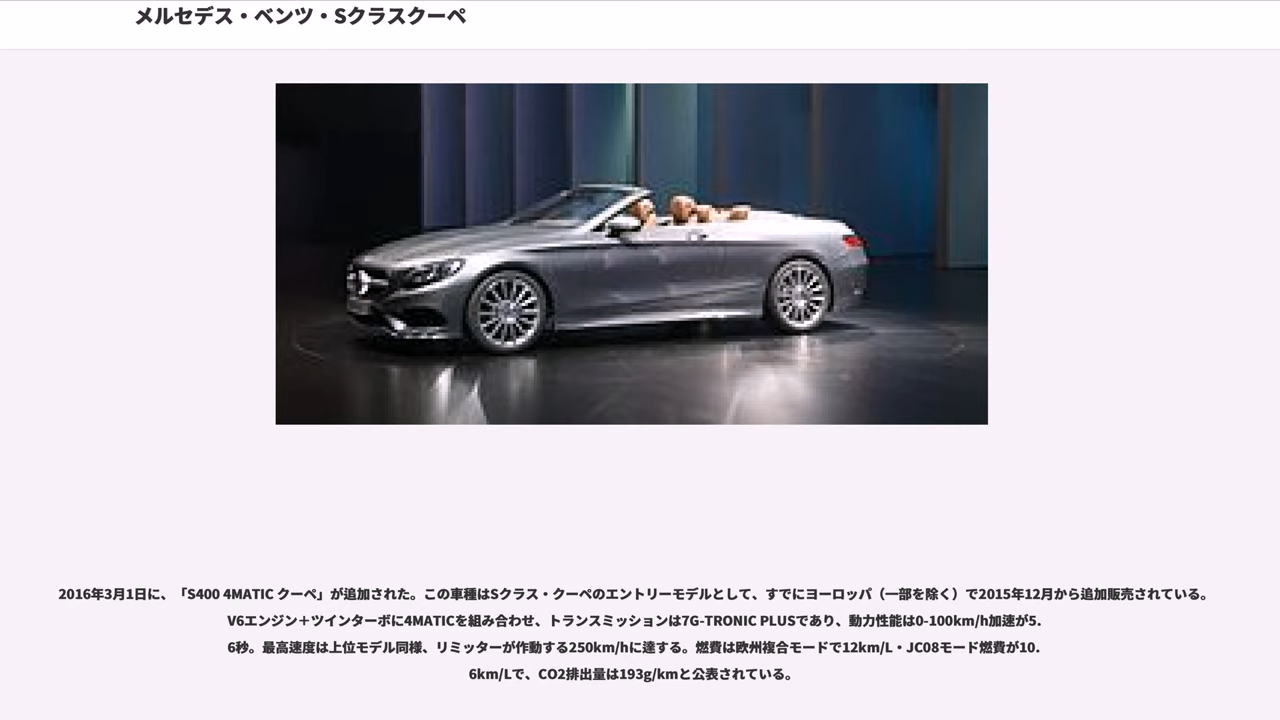 メルセデス・ベンツ・Sクラスクーペ
2016年3月1日に、「S400 4MATIC クーペ」が追加された。この車種はSクラス・クーペのエントリーモデルとして、すでにヨーロッパ（一部を除く）で2015年12月から追加販売されている。
V6エンジン＋ツインターボに4MATICを組み合わせ、トランスミッションは7G-TRONIC PLUSであり、動力性能は0-100km/h加速が5.
6秒。最高速度は上位モデル同様、リミッターが作動する250km/hに達する。燃費は欧州複合モードで12km/L・JC08モード燃費が10.
6km/Lで、CO2排出量は193g/kmと公表されている。